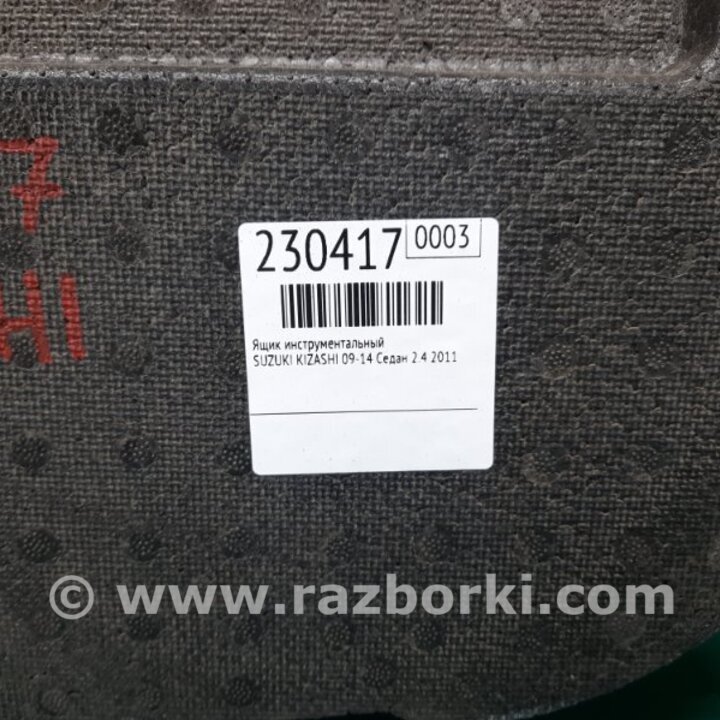 7
HI
230417 0003
Ящик инструментальный
SUZUKI KIZASHI 09-14 Седан 2.4 2011
© www.razborki.com